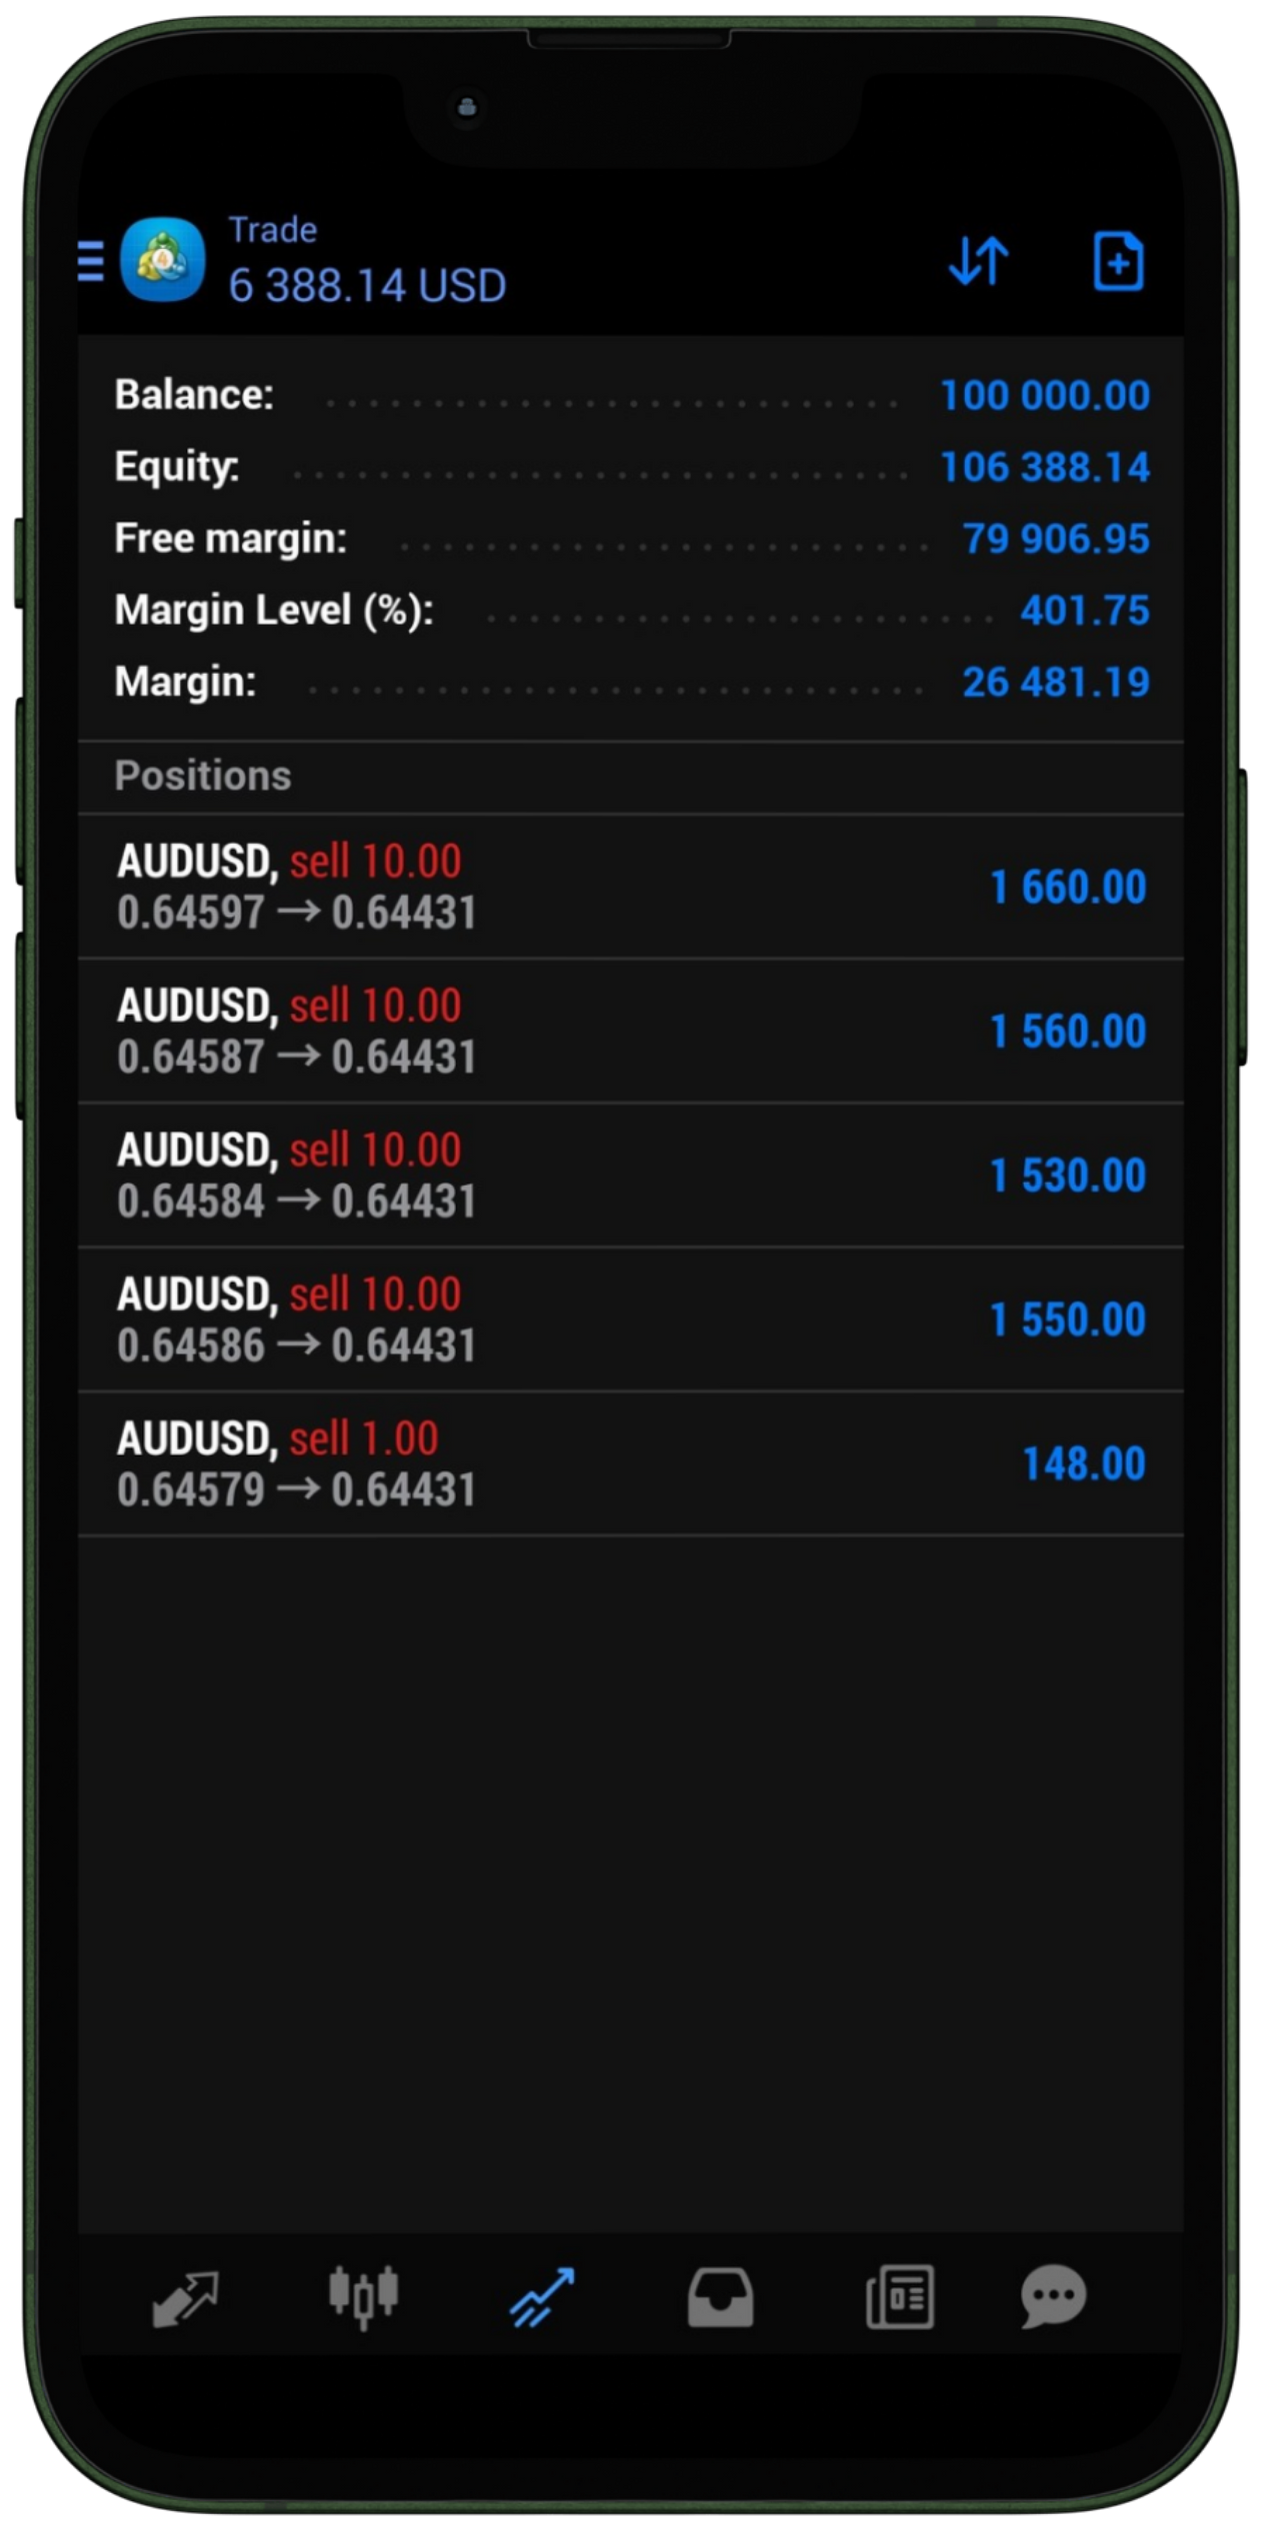 Trade
6 388.14 USD
Balance: 100 000.00
Equity: 106 388.14
Free margin: 79 906.95
Margin Level (%): 401.75
Margin: 26 481.19
Positions
AUDUSD, sell 10.00
0.64597 → 0.64431
1 660.00
AUDUSD, sell 10.00
0.64587 → 0.64431
1 560.00
AUDUSD, sell 10.00
0.64584 → 0.64431
1 530.00
AUDUSD, sell 10.00
0.64586 → 0.64431
1 550.00
AUDUSD, sell 1.00
0.64579 → 0.64431
148.00